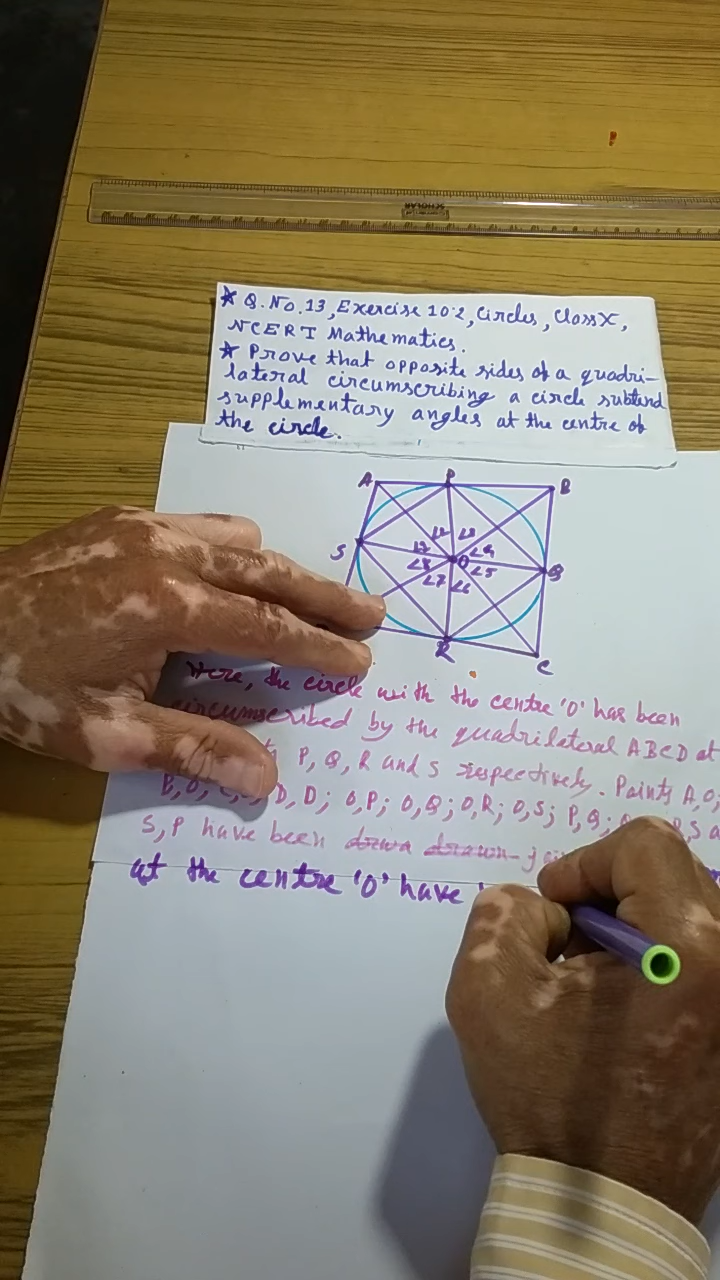 SCHOLAR
* Q. No. 13, Exercise 10.2, Circles, Class X,
NCERT Mathematics.
* Prove that opposite sides of a quadri-
lateral circumscribing a circle subtend
supplementary angles at the centre of
the circle.
A P B
∠2 ∠3
S ∠1 O ∠4
∠8 ∠5 Q
∠7 ∠6
R C
Here, the circle with the centre 'O' has been
circumscribed by the quadrilateral ABCD at
P, Q, R and S respectively. Points A, O;
B, O; D, D; O, P; O, Q; O, R; O, S; P, Q; R, S
S, P have been drawn
at the centre 'O' have